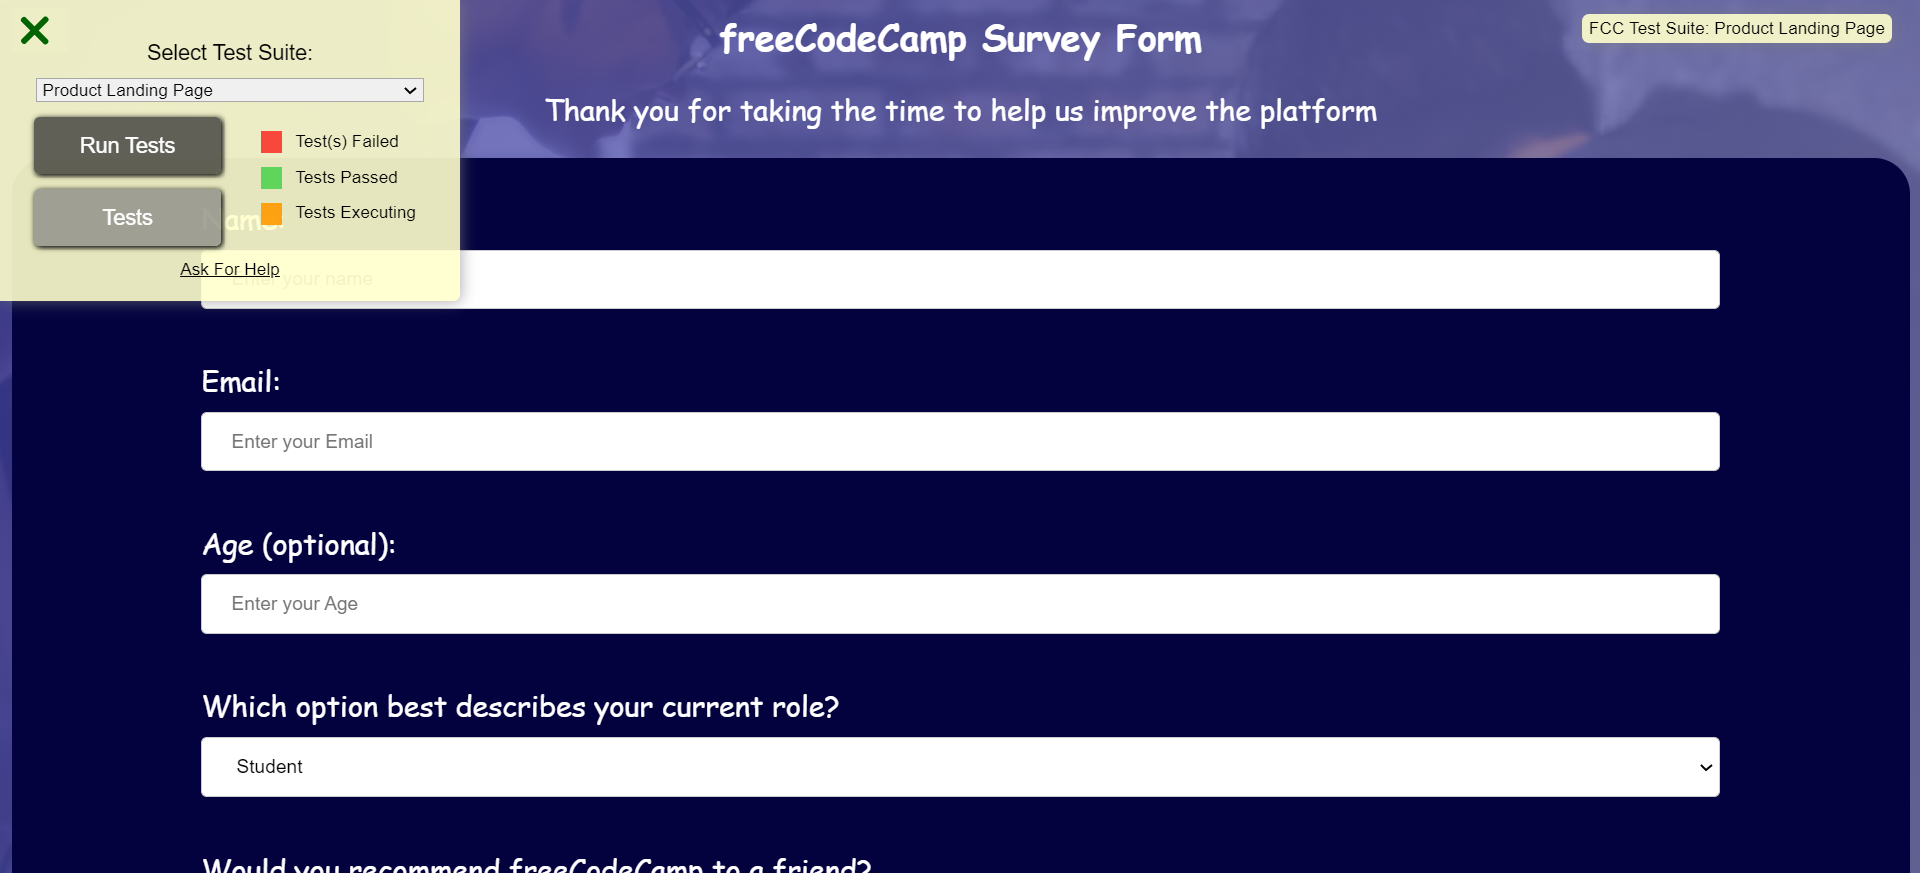 freeCodeCamp Survey Form
FCC Test Suite: Product Landing Page
Select Test Suite:
Product Landing Page
Thank you for taking the time to help us improve the platform
Run Tests
Test(s) Failed
Tests Passed
Tests
Tests Executing
Name:
Ask For Help
Enter your name
Email:
Enter your Email
Age (optional):
Enter your Age
Which option best describes your current role?
Student
Would you recommend freeCodeCamp to a friend?